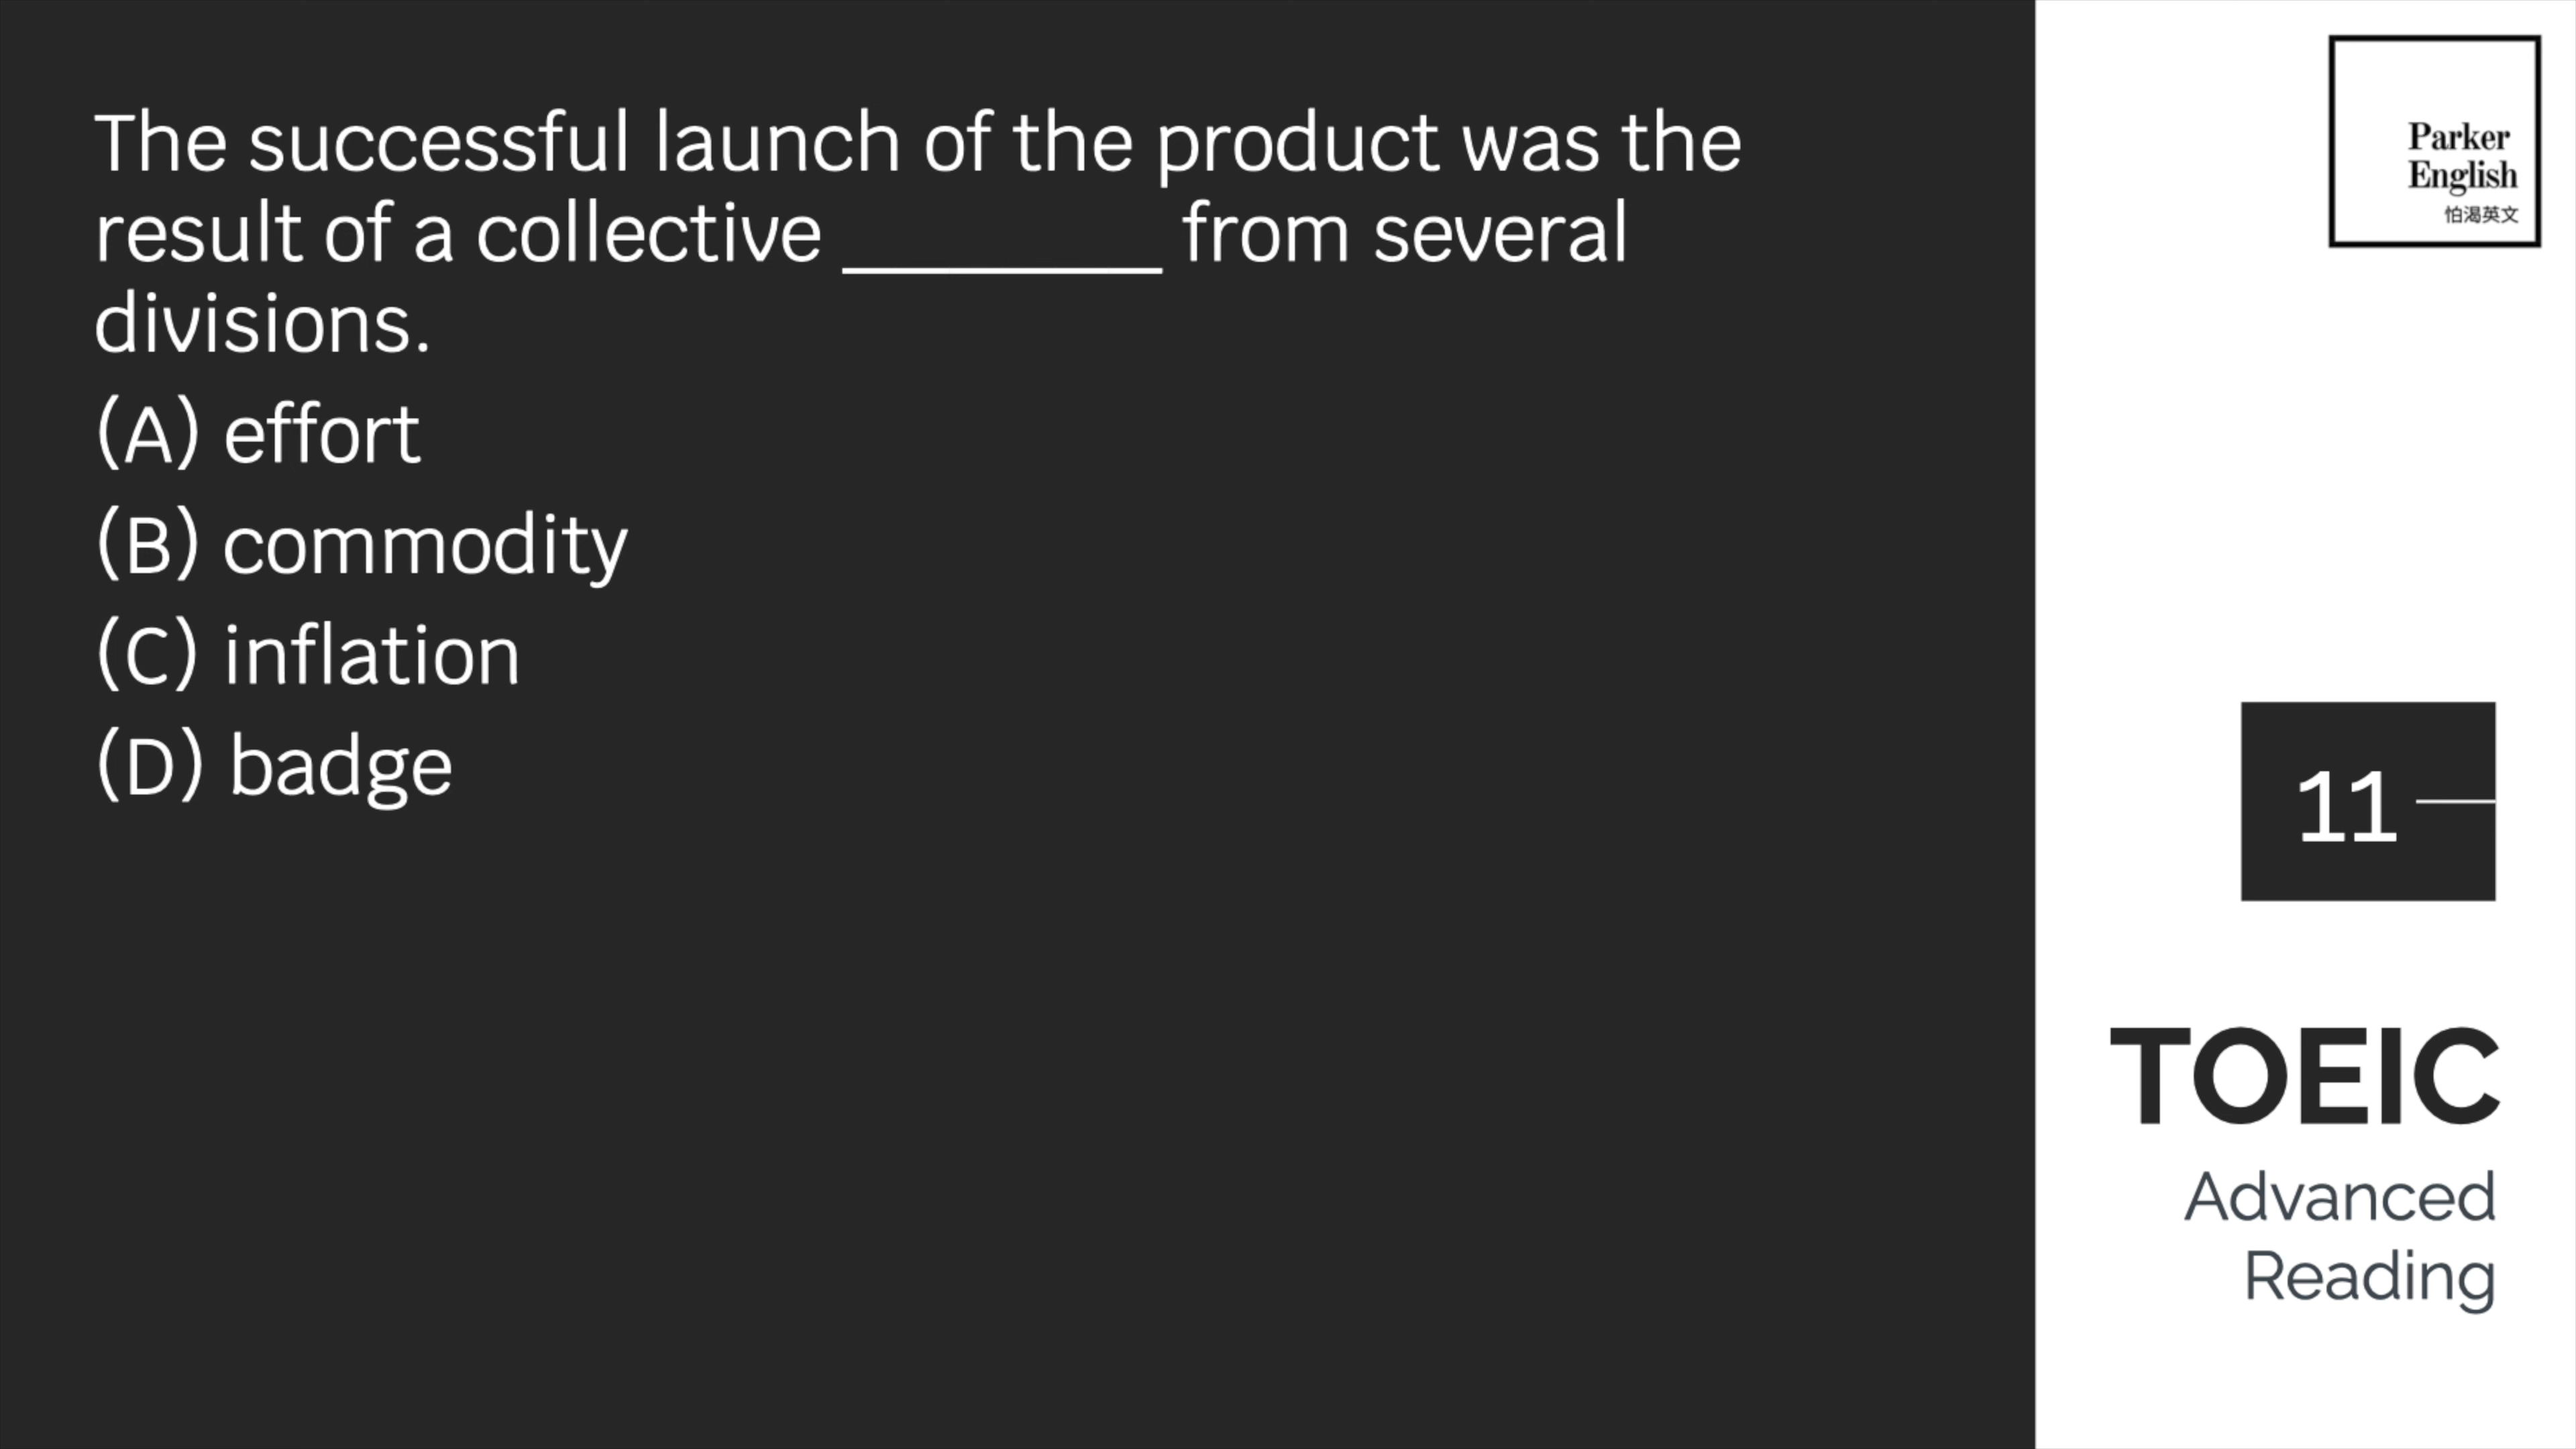 The successful launch of the product was the
result of a collective ________ from several
divisions.
(A) effort
(B) commodity
(C) inflation
(D) badge
Parker
English
怕渴英文
11
TOEIC
Advanced
Reading